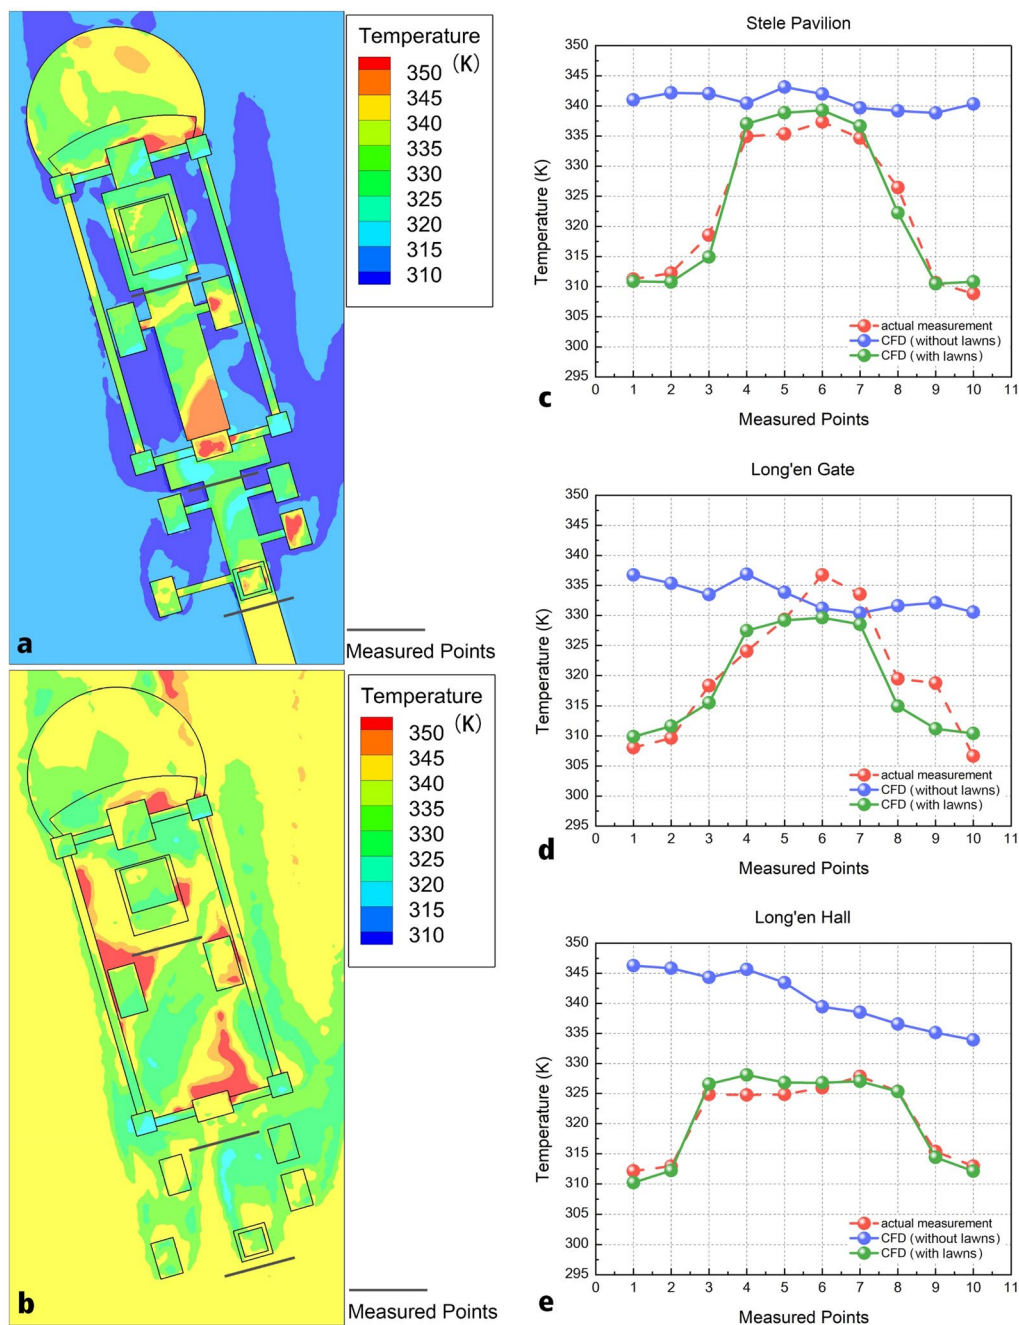 Temperature
(K)
350
345
340
335
330
325
320
315
310
a
Measured Points
Temperature
(K)
350
345
340
335
330
325
320
315
310
b
Measured Points
Stele Pavilion
350
345
340
335
330
325
320
315
310
305
300
295
Temperature (K)
actual measurement
CFD (without lawns)
CFD (with lawns)
0 1 2 3 4 5 6 7 8 9 10 11
c
Measured Points
Long'en Gate
350
345
340
335
330
325
320
315
310
305
300
295
Temperature (K)
actual measurement
CFD (without lawns)
CFD (with lawns)
0 1 2 3 4 5 6 7 8 9 10 11
d
Measured Points
Long'en Hall
350
345
340
335
330
325
320
315
310
305
300
295
Temperature (K)
actual measurement
CFD (without lawns)
CFD (with lawns)
0 1 2 3 4 5 6 7 8 9 10 11
e
Measured Points